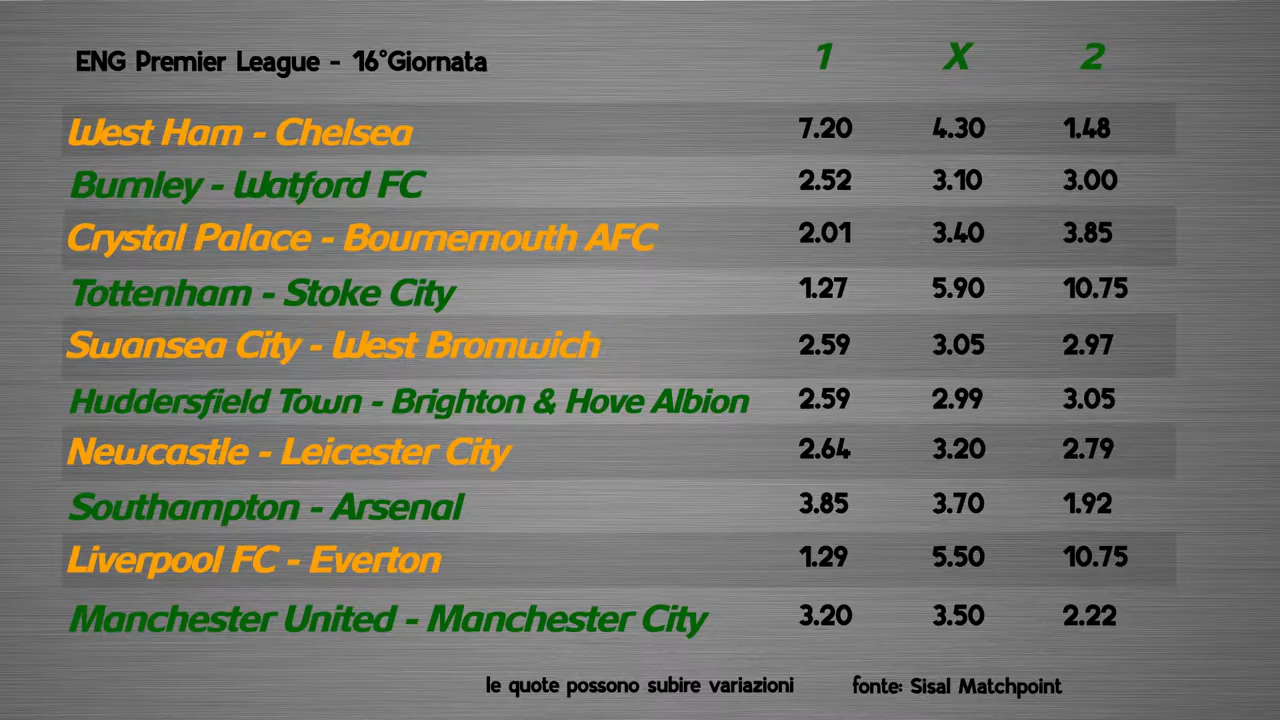 ENG Premier League - 16°Giornata 1 X 2
West Ham - Chelsea 7.20 4.30 1.48
Burnley - Watford FC 2.52 3.10 3.00
Crystal Palace - Bournemouth AFC 2.01 3.40 3.85
Tottenham - Stoke City 1.27 5.90 10.75
Swansea City - West Bromwich 2.59 3.05 2.97
Huddersfield Town - Brighton & Hove Albion 2.59 2.99 3.05
Newcastle - Leicester City 2.64 3.20 2.79
Southampton - Arsenal 3.85 3.70 1.92
Liverpool FC - Everton 1.29 5.50 10.75
Manchester United - Manchester City 3.20 3.50 2.22
le quote possono subire variazioni fonte: Sisal Matchpoint